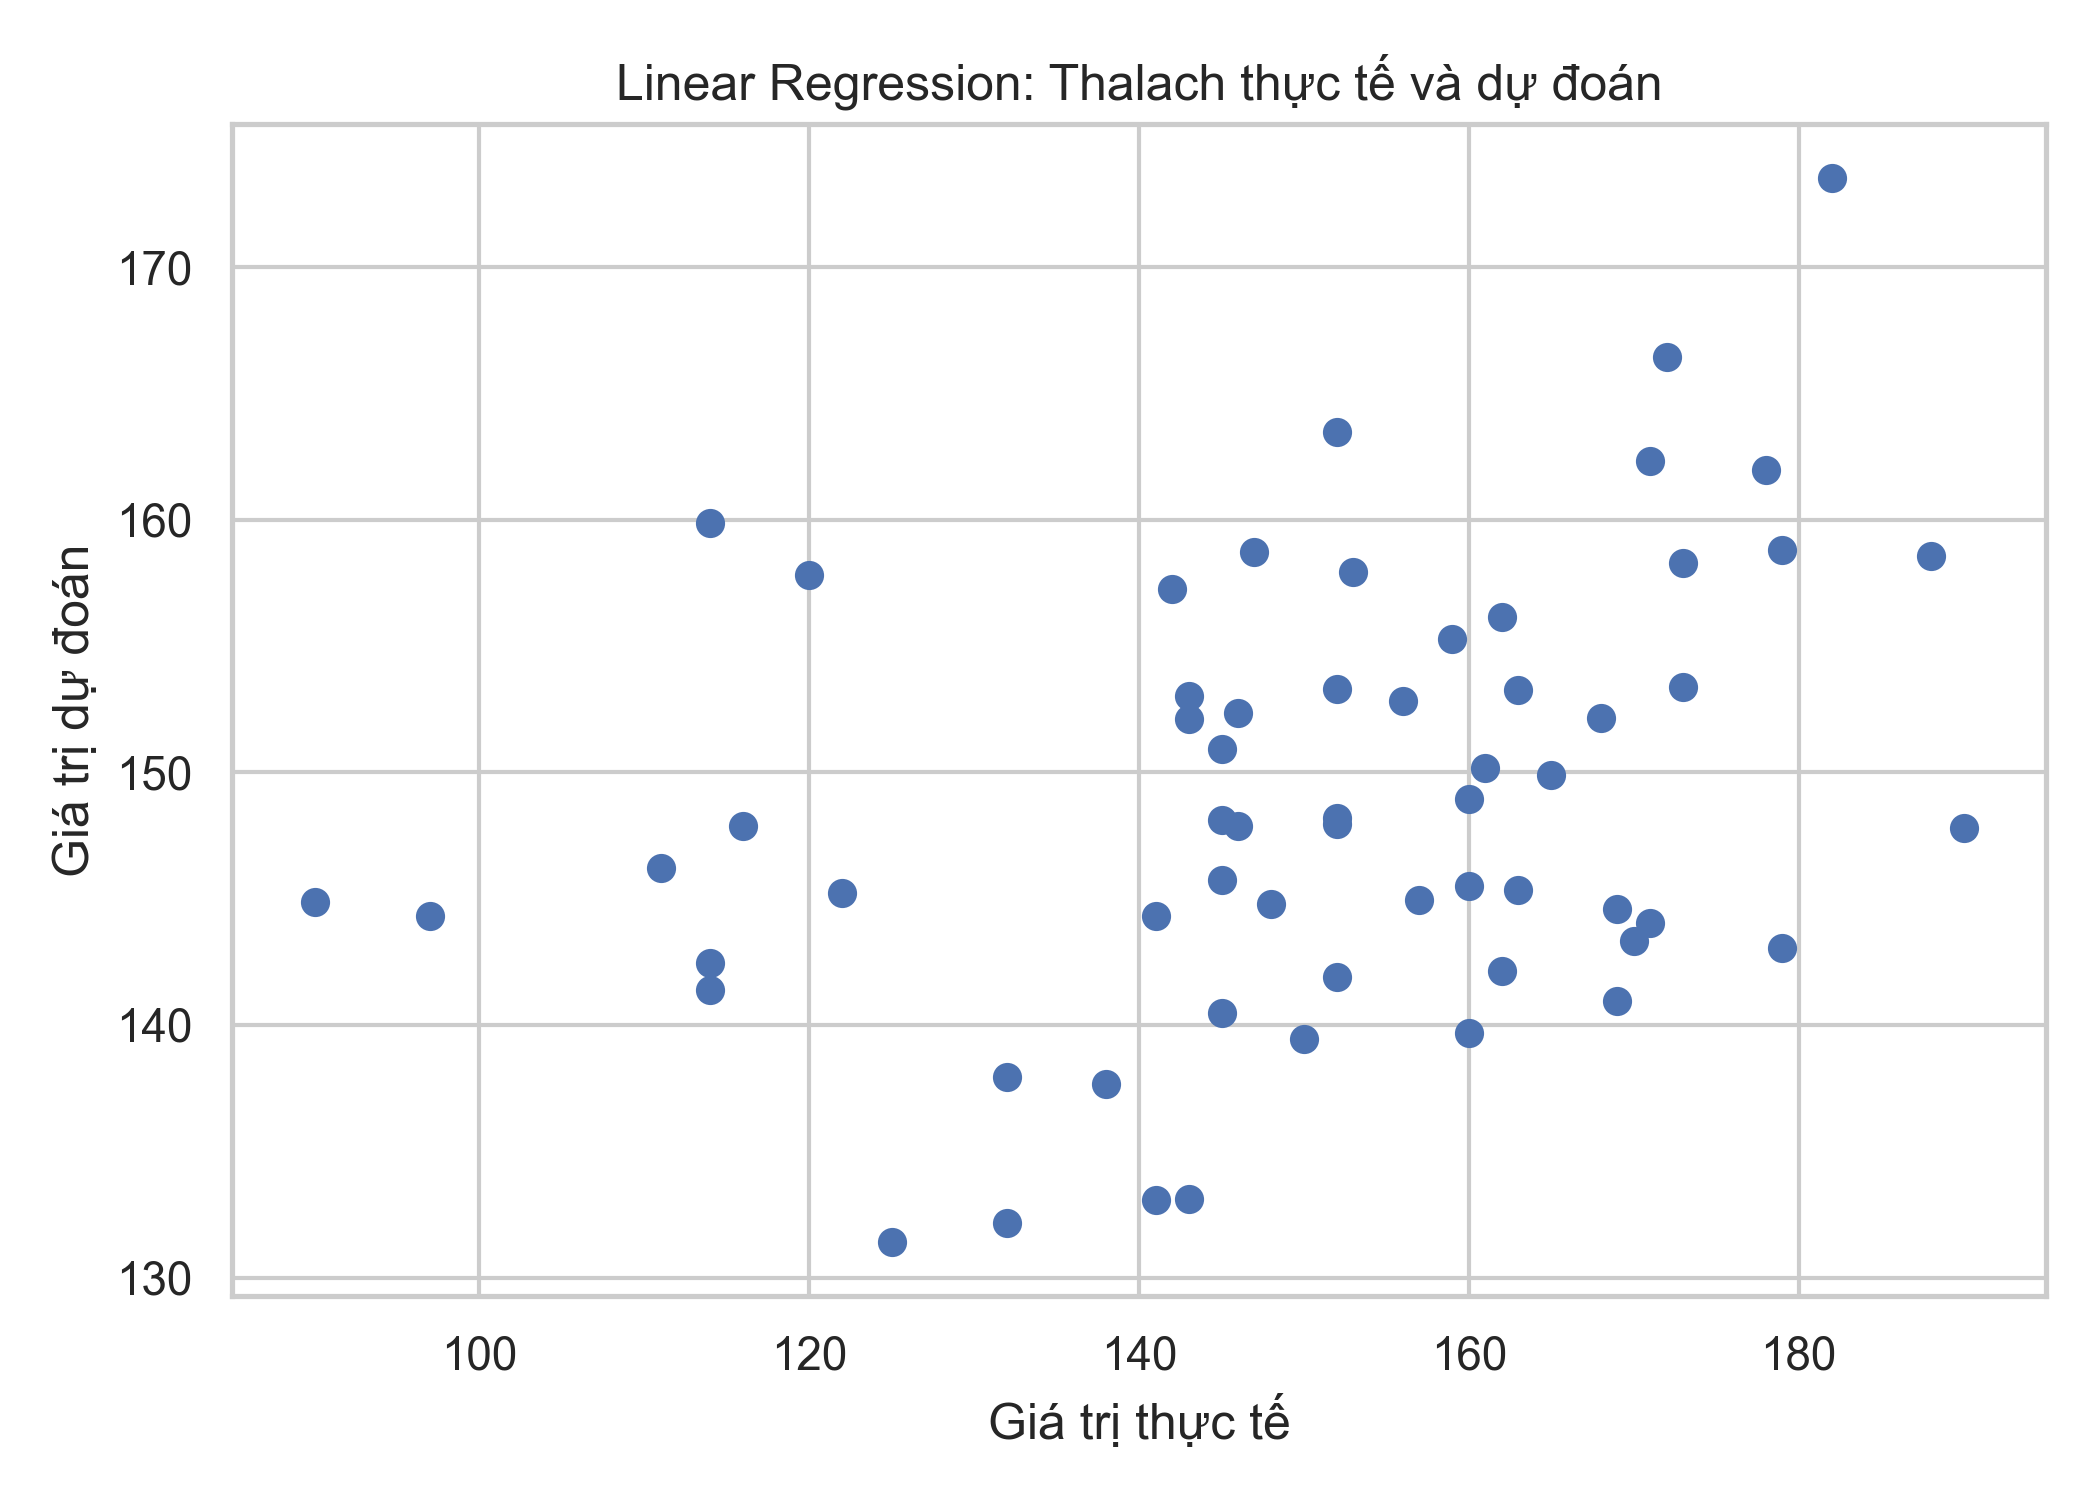 Linear Regression: Thalach thực tế và dự đoán
Giá trị dự đoán
170
160
150
140
130
100 120 140 160 180
Giá trị thực tế